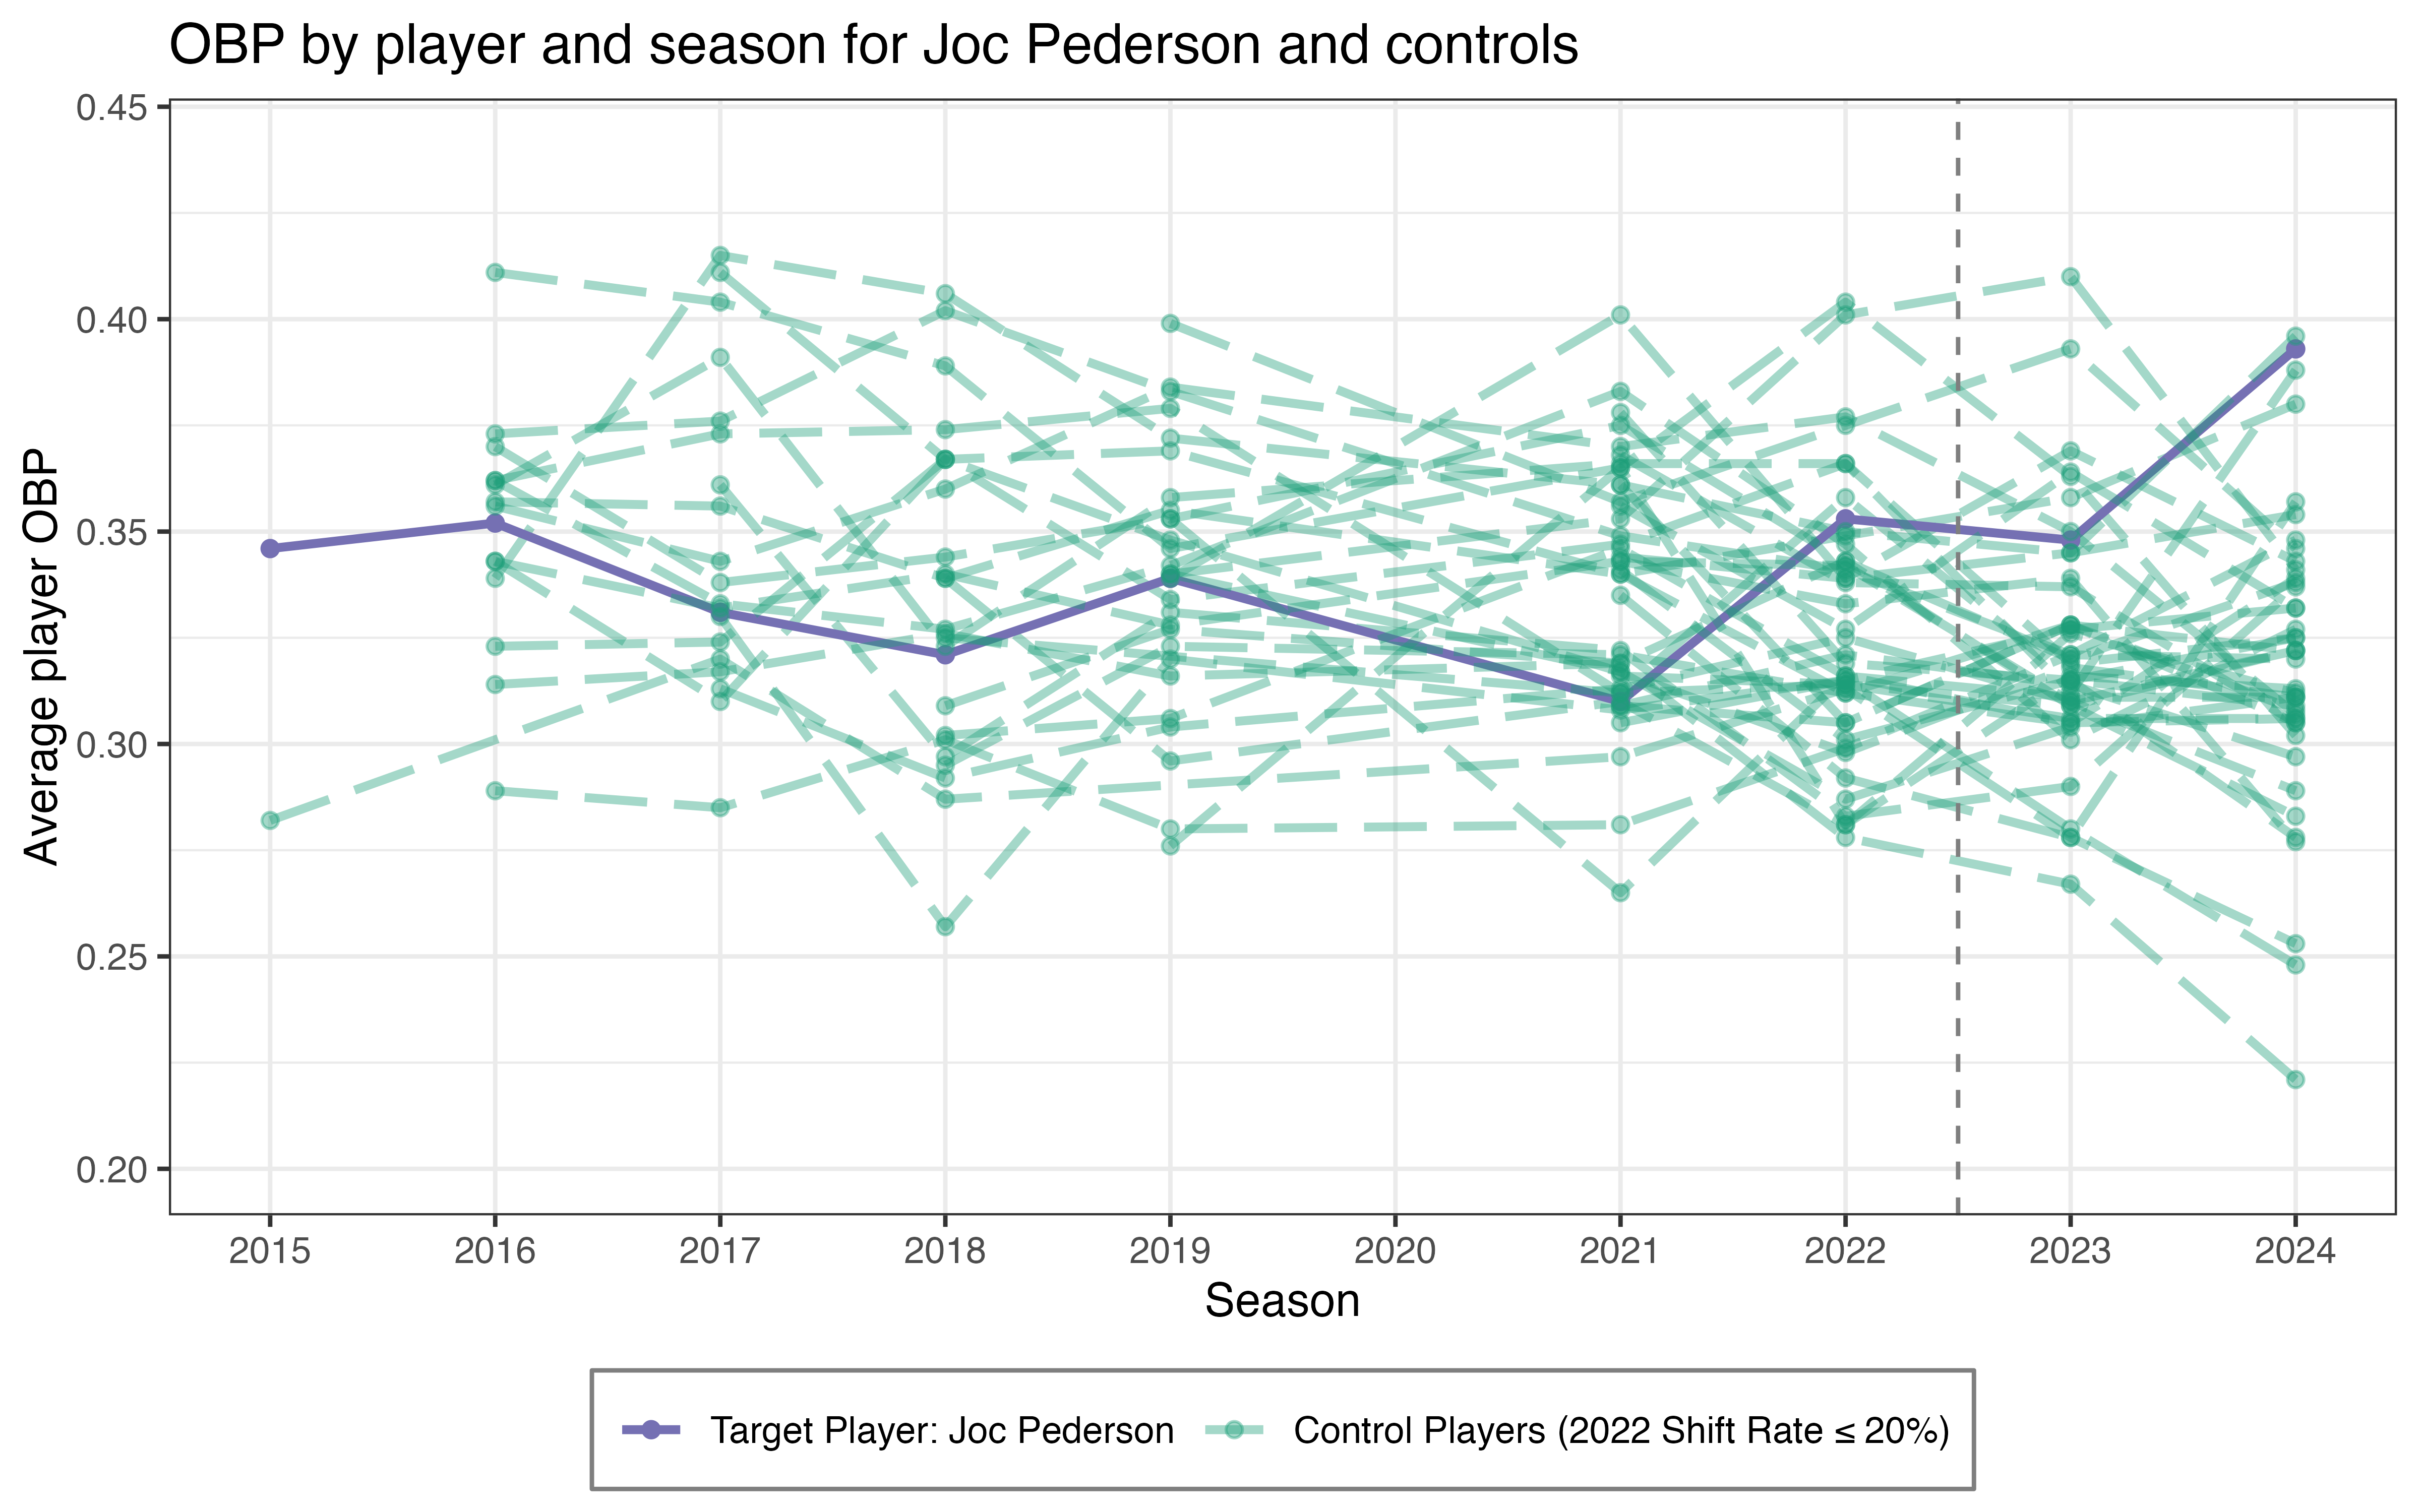 OBP by player and season for Joc Pederson and controls
0.45
0.40
0.35
0.30
0.25
0.20
Average player OBP
2015 2016 2017 2018 2019 2020 2021 2022 2023 2024
Season
Target Player: Joc Pederson Control Players (2022 Shift Rate ≤ 20%)